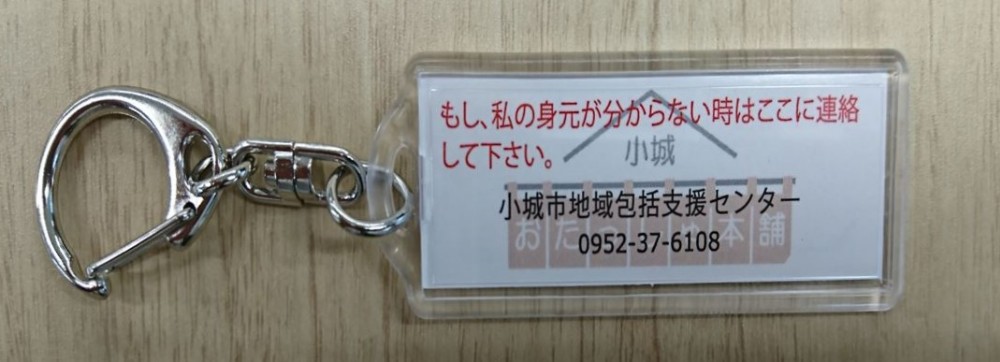 もし、私の身元が分からない時はここに連絡
して下さい。
小城
小城市地域包括支援センター
0952-37-6108